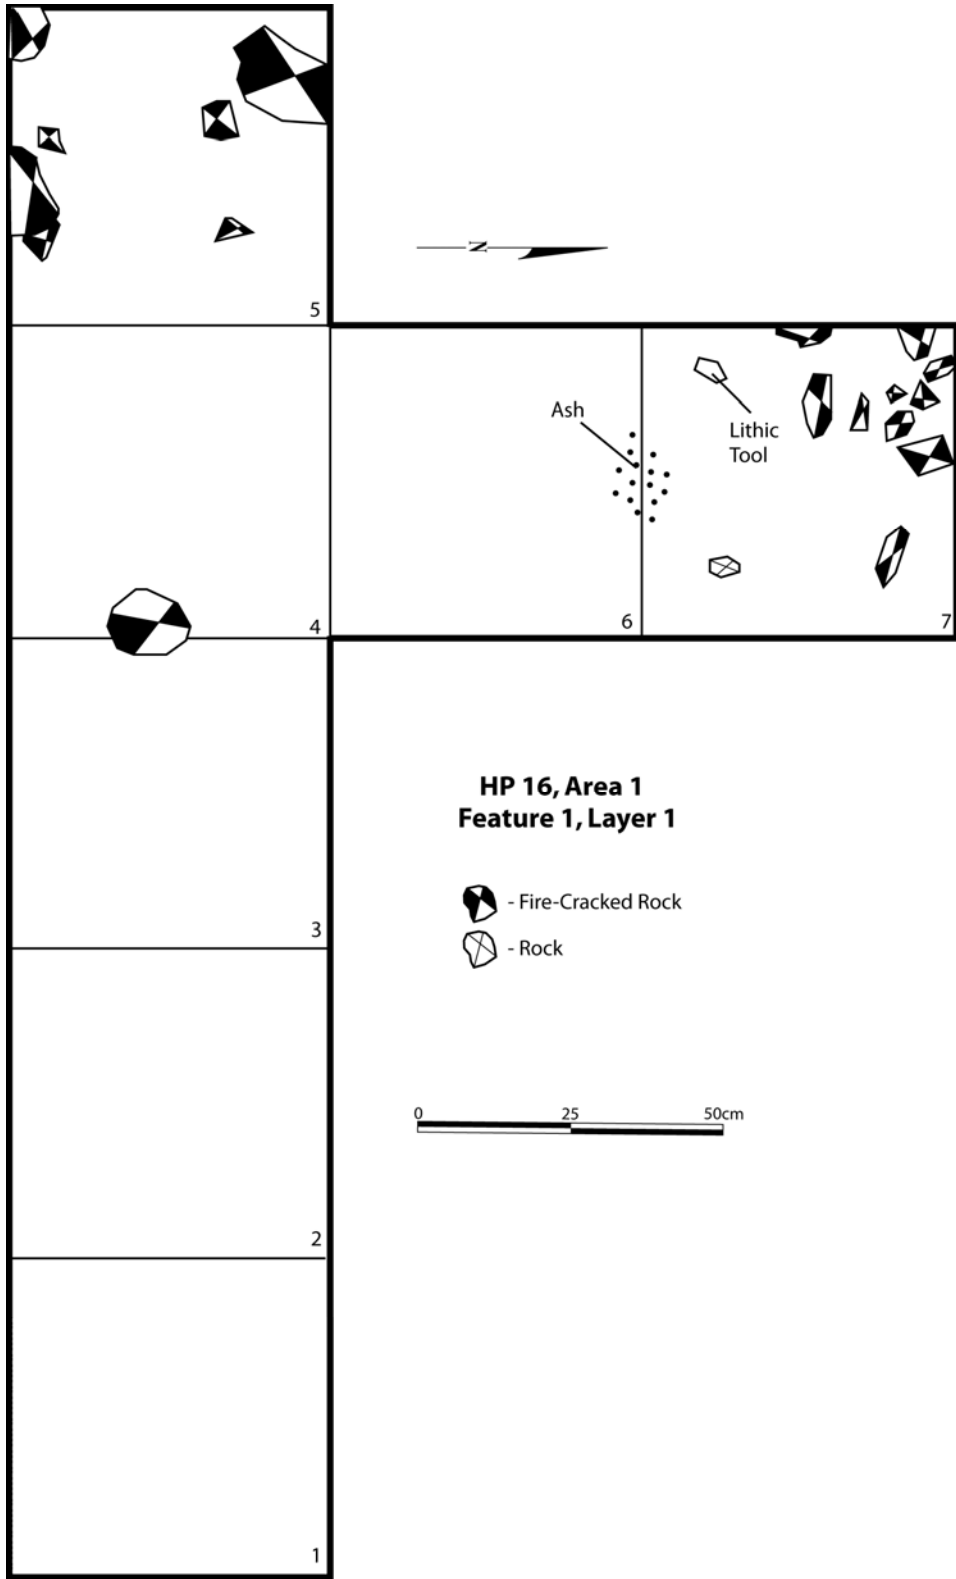 5
N
Ash
Lithic
Tool
4
6
7
HP 16, Area 1
Feature 1, Layer 1
- Fire-Cracked Rock
3
- Rock
0 25 50cm
2
1